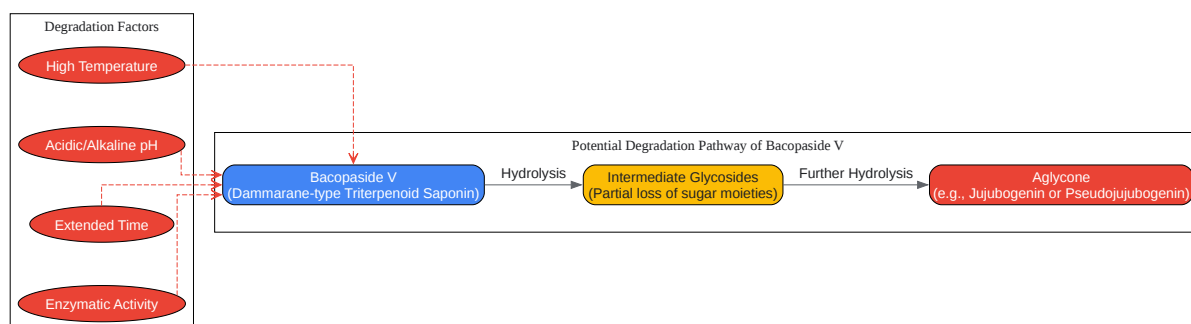 Degradation Factors
High Temperature
Acidic/Alkaline pH
Extended Time
Enzymatic Activity
Potential Degradation Pathway of Bacopaside V
Bacopaside V
(Dammarane-type Triterpenoid Saponin)
Hydrolysis
Intermediate Glycosides
(Partial loss of sugar moieties)
Further Hydrolysis
Aglycone
(e.g., Jujubogenin or Pseudojujubogenin)